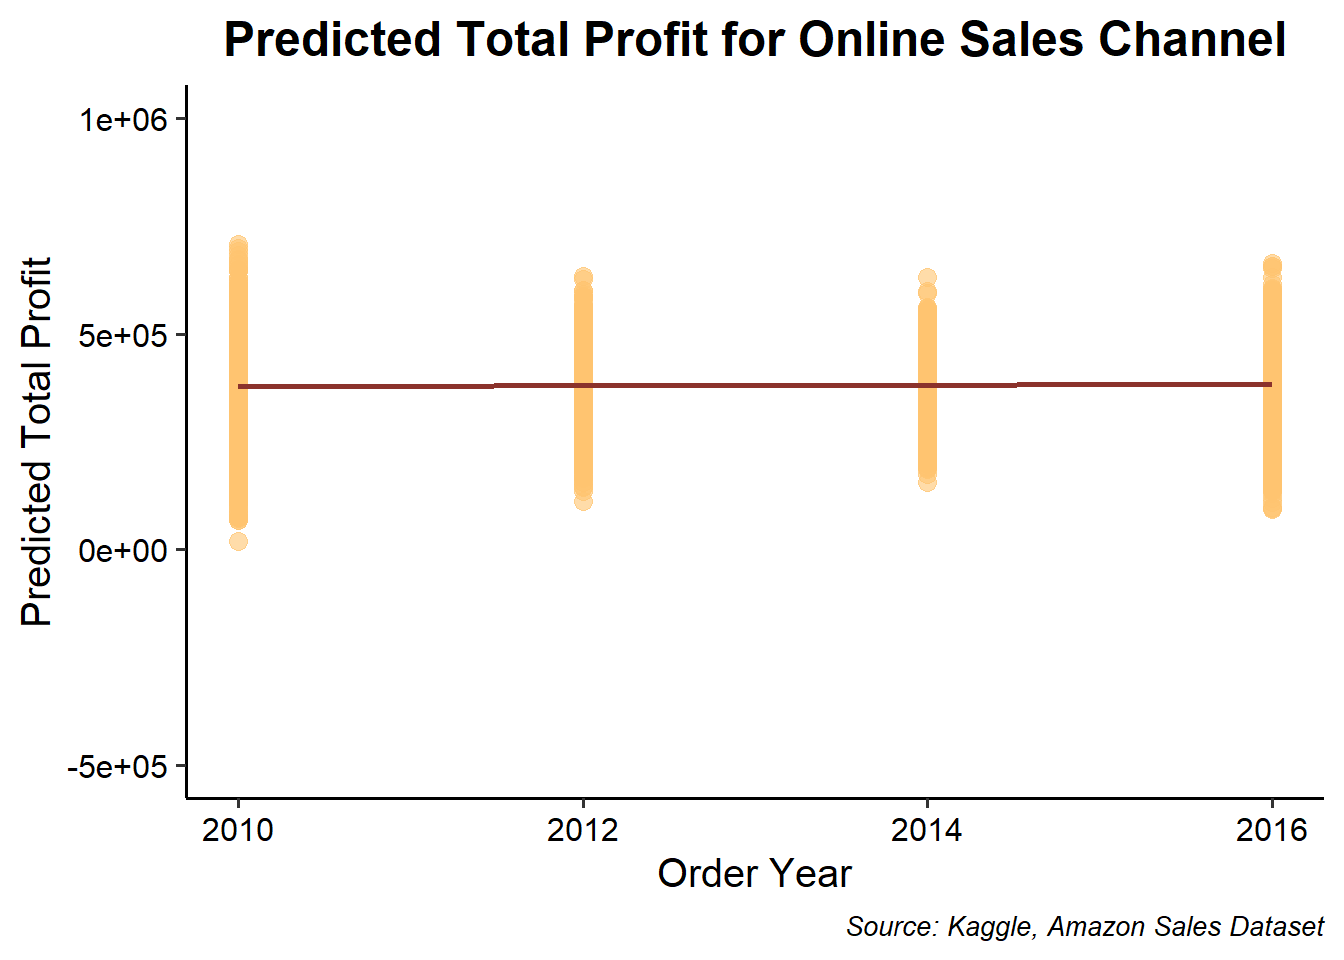 Predicted Total Profit for Online Sales Channel
1e+06
5e+05
0e+00
-5e+05
Predicted Total Profit
2010 2012 2014 2016
Order Year
Source: Kaggle, Amazon Sales Dataset